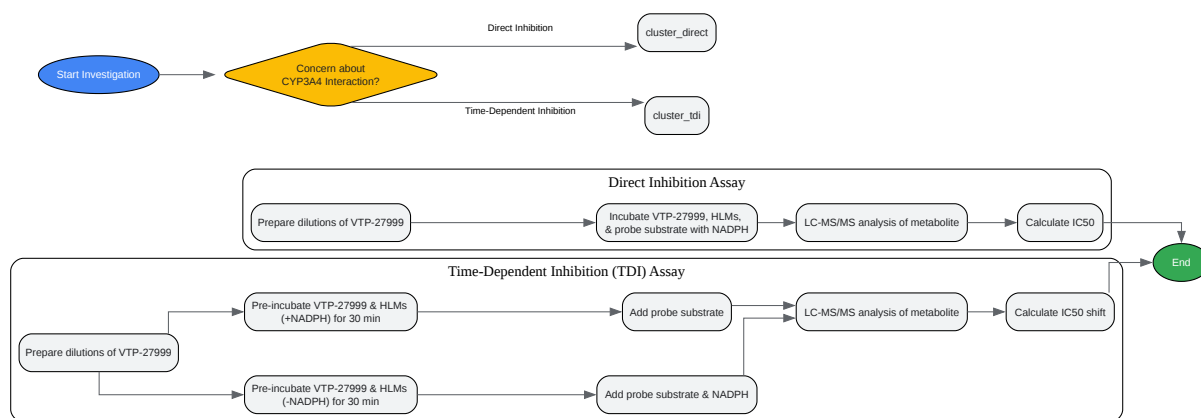 Direct Inhibition
cluster_direct
Start Investigation
Concern about
CYP3A4 Interaction?
Time-Dependent Inhibition
cluster_tdi
Direct Inhibition Assay
Prepare dilutions of VTP-27999
Incubate VTP-27999, HLMs,
& probe substrate with NADPH
LC-MS/MS analysis of metabolite
Calculate IC50
End
Time-Dependent Inhibition (TDI) Assay
Prepare dilutions of VTP-27999
Pre-incubate VTP-27999 & HLMs
(+NADPH) for 30 min
Add probe substrate
LC-MS/MS analysis of metabolite
Calculate IC50 shift
Pre-incubate VTP-27999 & HLMs
(-NADPH) for 30 min
Add probe substrate & NADPH